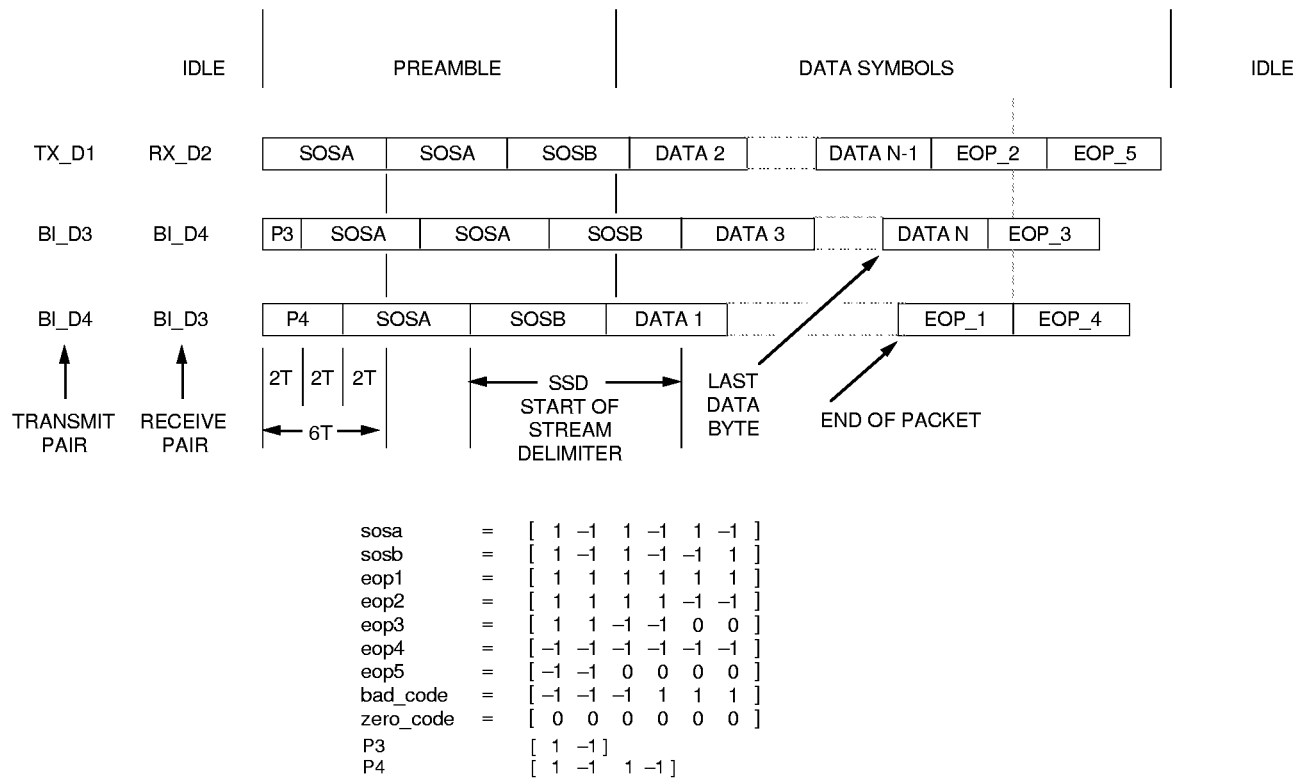 IDLE PREAMBLE DATA SYMBOLS IDLE
TX_D1 RX_D2 SOSA SOSA SOSB DATA 2 DATA N-1 EOP_2 EOP_5
BI_D3 BI_D4 P3 SOSA SOSA SOSB DATA 3 DATA N EOP_3
BI_D4 BI_D3 P4 SOSA SOSB DATA 1 EOP_1 EOP_4
2T 2T 2T
6T
TRANSMIT
PAIR
RECEIVE
PAIR
SSD
START OF
STREAM
DELIMITER
LAST
DATA
BYTE
END OF PACKET
sosa = [ 1 –1 1 –1 1 –1 ]
sosb = [ 1 –1 1 –1 –1 1 ]
eop1 = [ 1 1 1 1 1 1 ]
eop2 = [ 1 1 1 1 –1 –1 ]
eop3 = [ 1 1 –1 –1 0 0 ]
eop4 = [ –1 –1 –1 –1 –1 –1 ]
eop5 = [ –1 –1 0 0 0 0 ]
bad_code = [ –1 –1 –1 1 1 1 ]
zero_code = [ 0 0 0 0 0 0 ]
P3 [ 1 –1 ]
P4 [ 1 –1 1 –1 ]